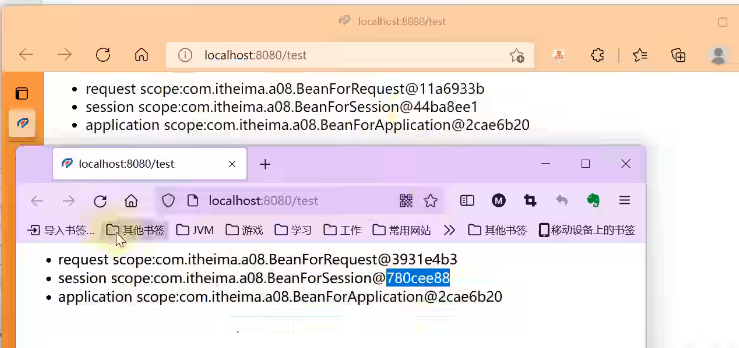 localhost:8080/test
localhost:8080/test
request scope:com.itheima.a08.BeanForRequest@11a6933b
session scope:com.itheima.a08.BeanForSession@44ba8ee1
application scope:com.itheima.a08.BeanForApplication@2cae6b20
localhost:8080/test
localhost:8080/test
导入书签... 其他书签 JVM 游戏 学习 工作 常用网站 其他书签 移动设备上的书签
request scope:com.itheima.a08.BeanForRequest@3931e4b3
session scope:com.itheima.a08.BeanForSession@780cee88
application scope:com.itheima.a08.BeanForApplication@2cae6b20